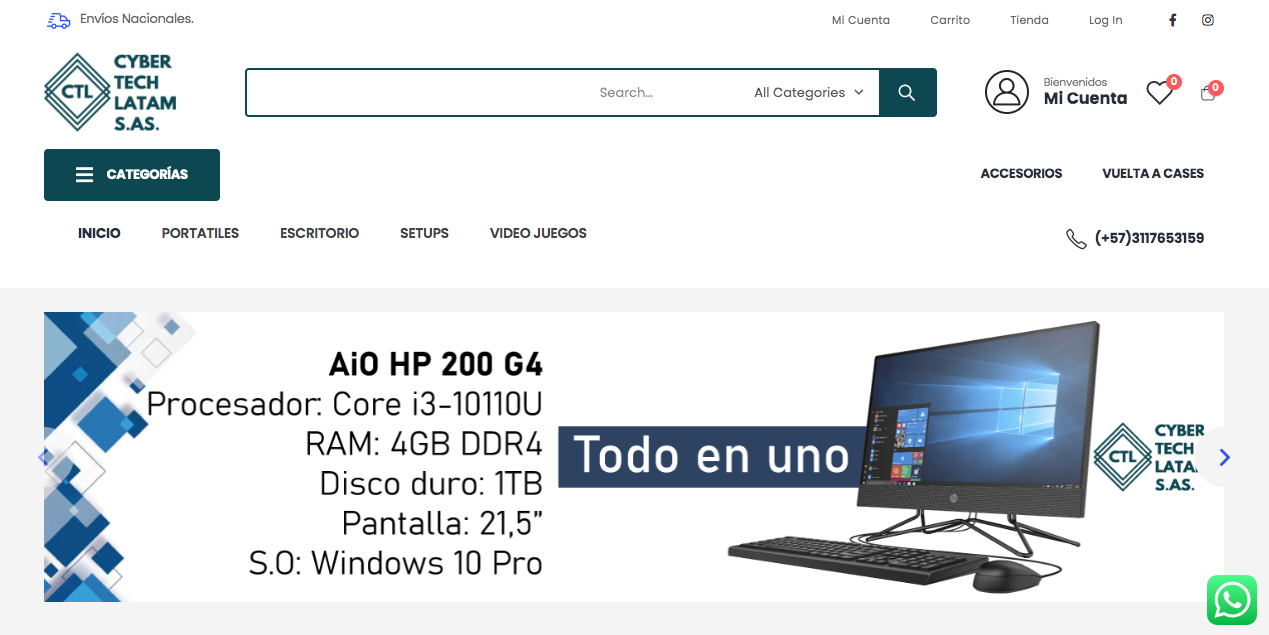 Envíos Nacionales.
Mi Cuenta Carrito Tienda Log In
CYBER
TECH
LATAM
S.AS.
CTL
Search... All Categories
Bienvenidos
Mi Cuenta
0
0
CATEGORÍAS
ACCESORIOS VUELTA A CASES
INICIO PORTATILES ESCRITORIO SETUPS VIDEO JUEGOS
(+57)3117653159
AiO HP 200 G4
Procesador: Core i3-10110U
RAM: 4GB DDR4
Disco duro: 1TB
Pantalla: 21,5”
S.O: Windows 10 Pro
Todo en uno
CTL
CYBER
TECH
LATAM
S.AS.